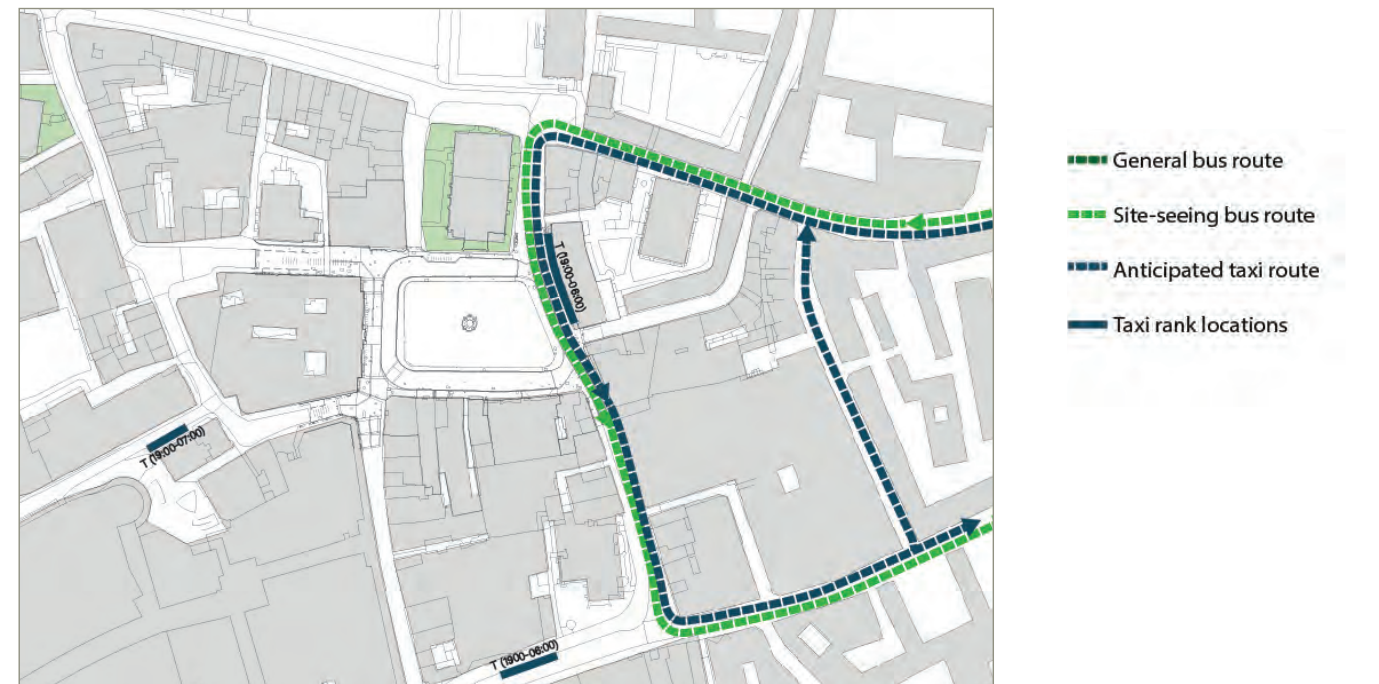 T (19:00-06:00)
T (19:00-07:00)
T (1900-06:00)
General bus route
Site-seeing bus route
Anticipated taxi route
Taxi rank locations